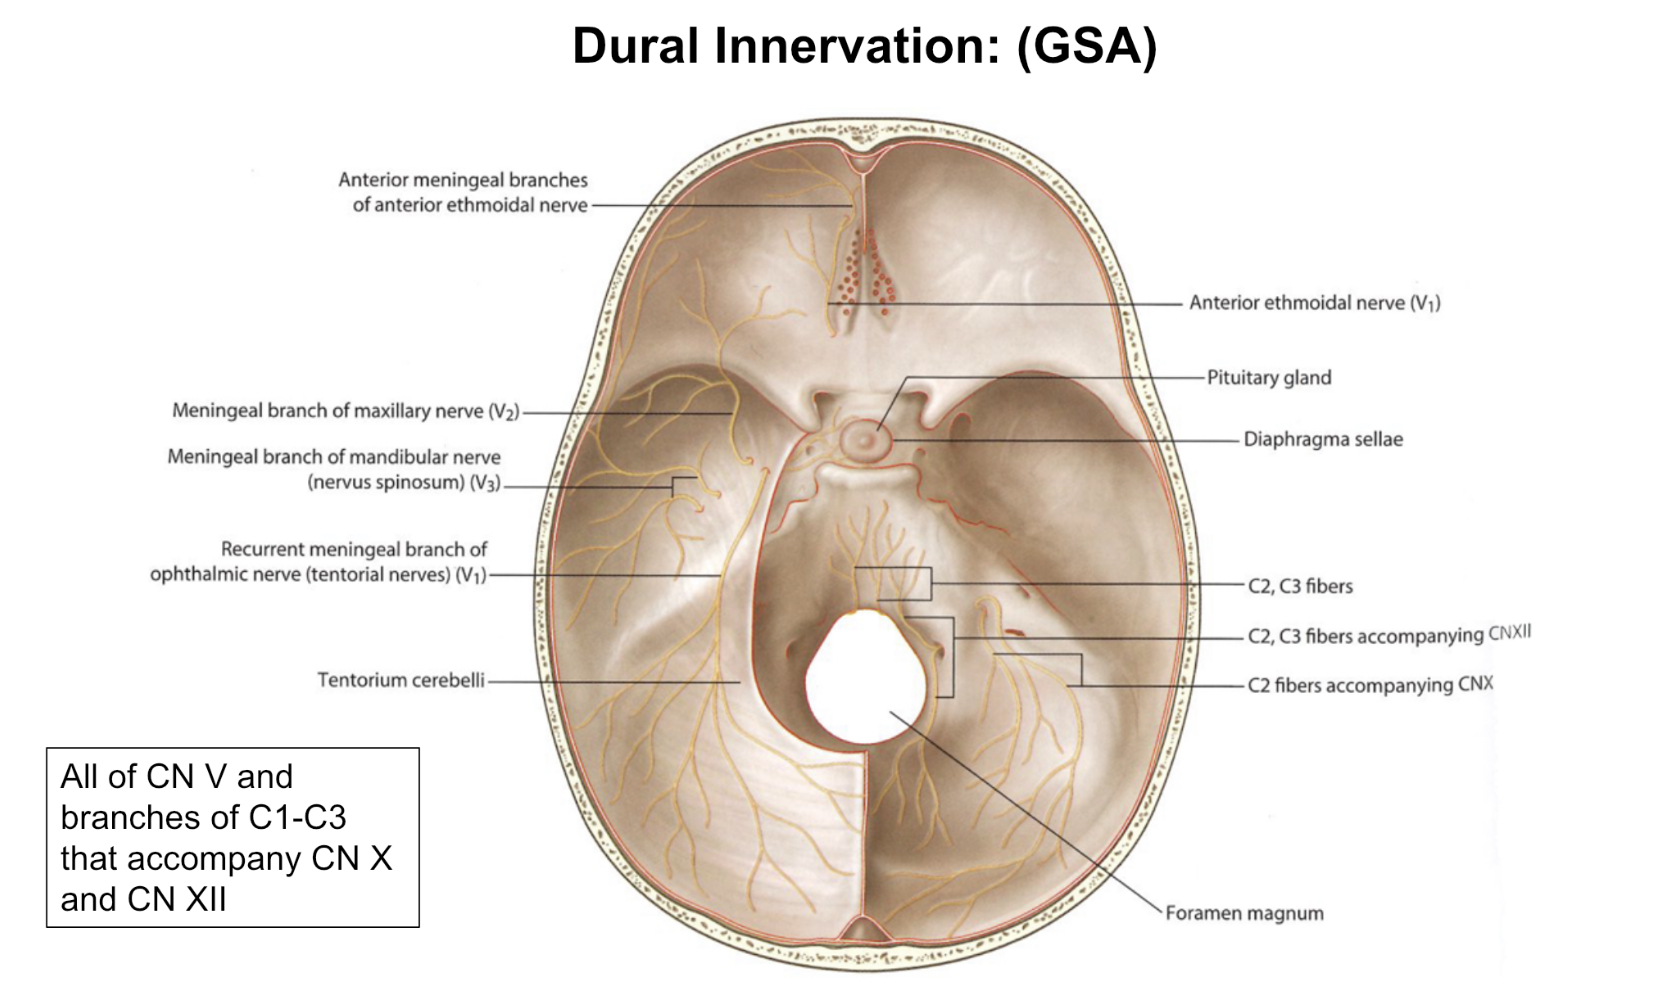 Dural Innervation: (GSA)
Anterior meningeal branches
of anterior ethmoidal nerve
Anterior ethmoidal nerve (V₁)
Pituitary gland
Meningeal branch of maxillary nerve (V₂)
Diaphragma sellae
Meningeal branch of mandibular nerve
(nervus spinosum) (V₃)
Recurrent meningeal branch of
ophthalmic nerve (tentorial nerves) (V₁)
C2, C3 fibers
C2, C3 fibers accompanying CNXII
Tentorium cerebelli
C2 fibers accompanying CNX
All of CN V and
branches of C1-C3
that accompany CN X
and CN XII
Foramen magnum